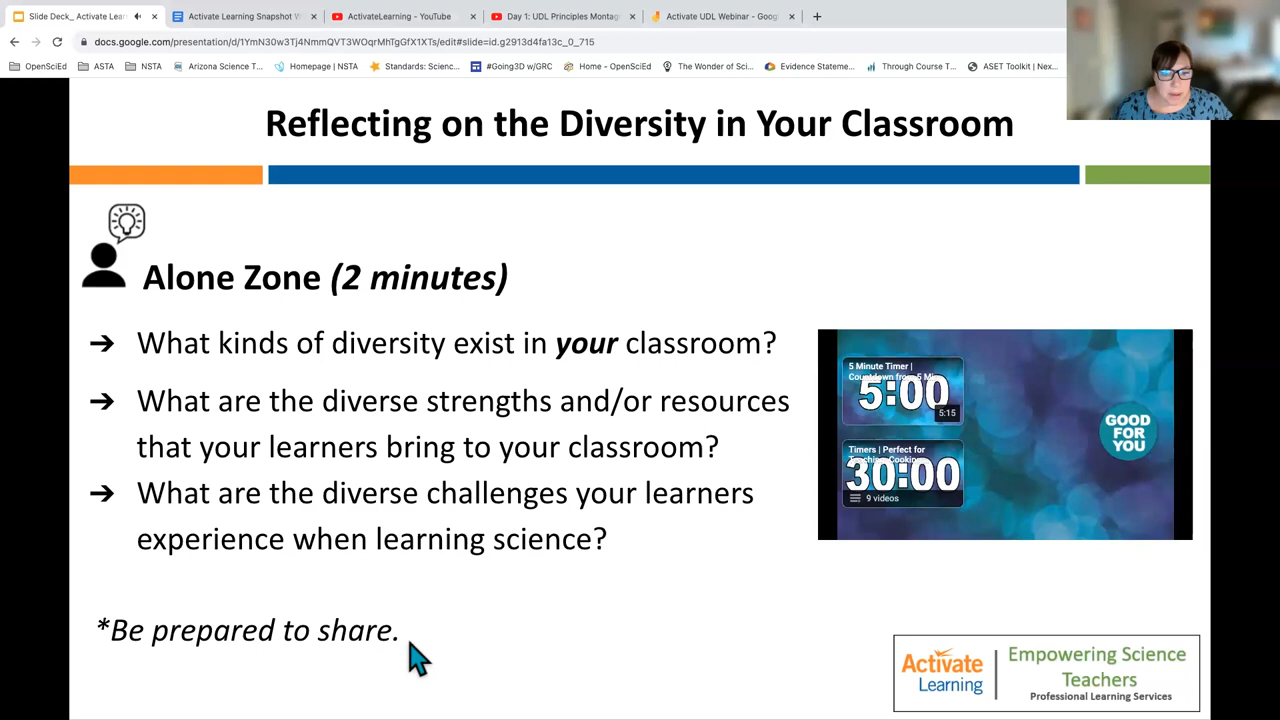 Slide Deck_ Activate Lear
Activate Learning Snapshot W
ActivateLearning - YouTube
Day 1: UDL Principles Montag
Activate UDL Webinar - Goog
docs.google.com/presentation/d/1YmN30w3Tj4NmmQVT3WOqrMhTgGfX1XTs/edit#slide=id.g2913d4fa13c_0_715
OpenSciEd
ASTA
NSTA
Arizona Science T...
Homepage | NSTA
Standards: Scienc...
#Going3D w/GRC
Home - OpenSciEd
The Wonder of Sci...
Evidence Stateme...
Through Course T...
ASET Toolkit | Nex...
Reflecting on the Diversity in Your Classroom
Alone Zone (2 minutes)
➔ What kinds of diversity exist in your classroom?
➔ What are the diverse strengths and/or resources
that your learners bring to your classroom?
➔ What are the diverse challenges your learners
experience when learning science?
*Be prepared to share.
5 Minute Timer |
Countdown from 5 Mi
5:00
5:15
Timers | Perfect for
30:00
9 videos
GOOD
FOR
YOU
Activate
Learning
Empowering Science
Teachers
Professional Learning Services